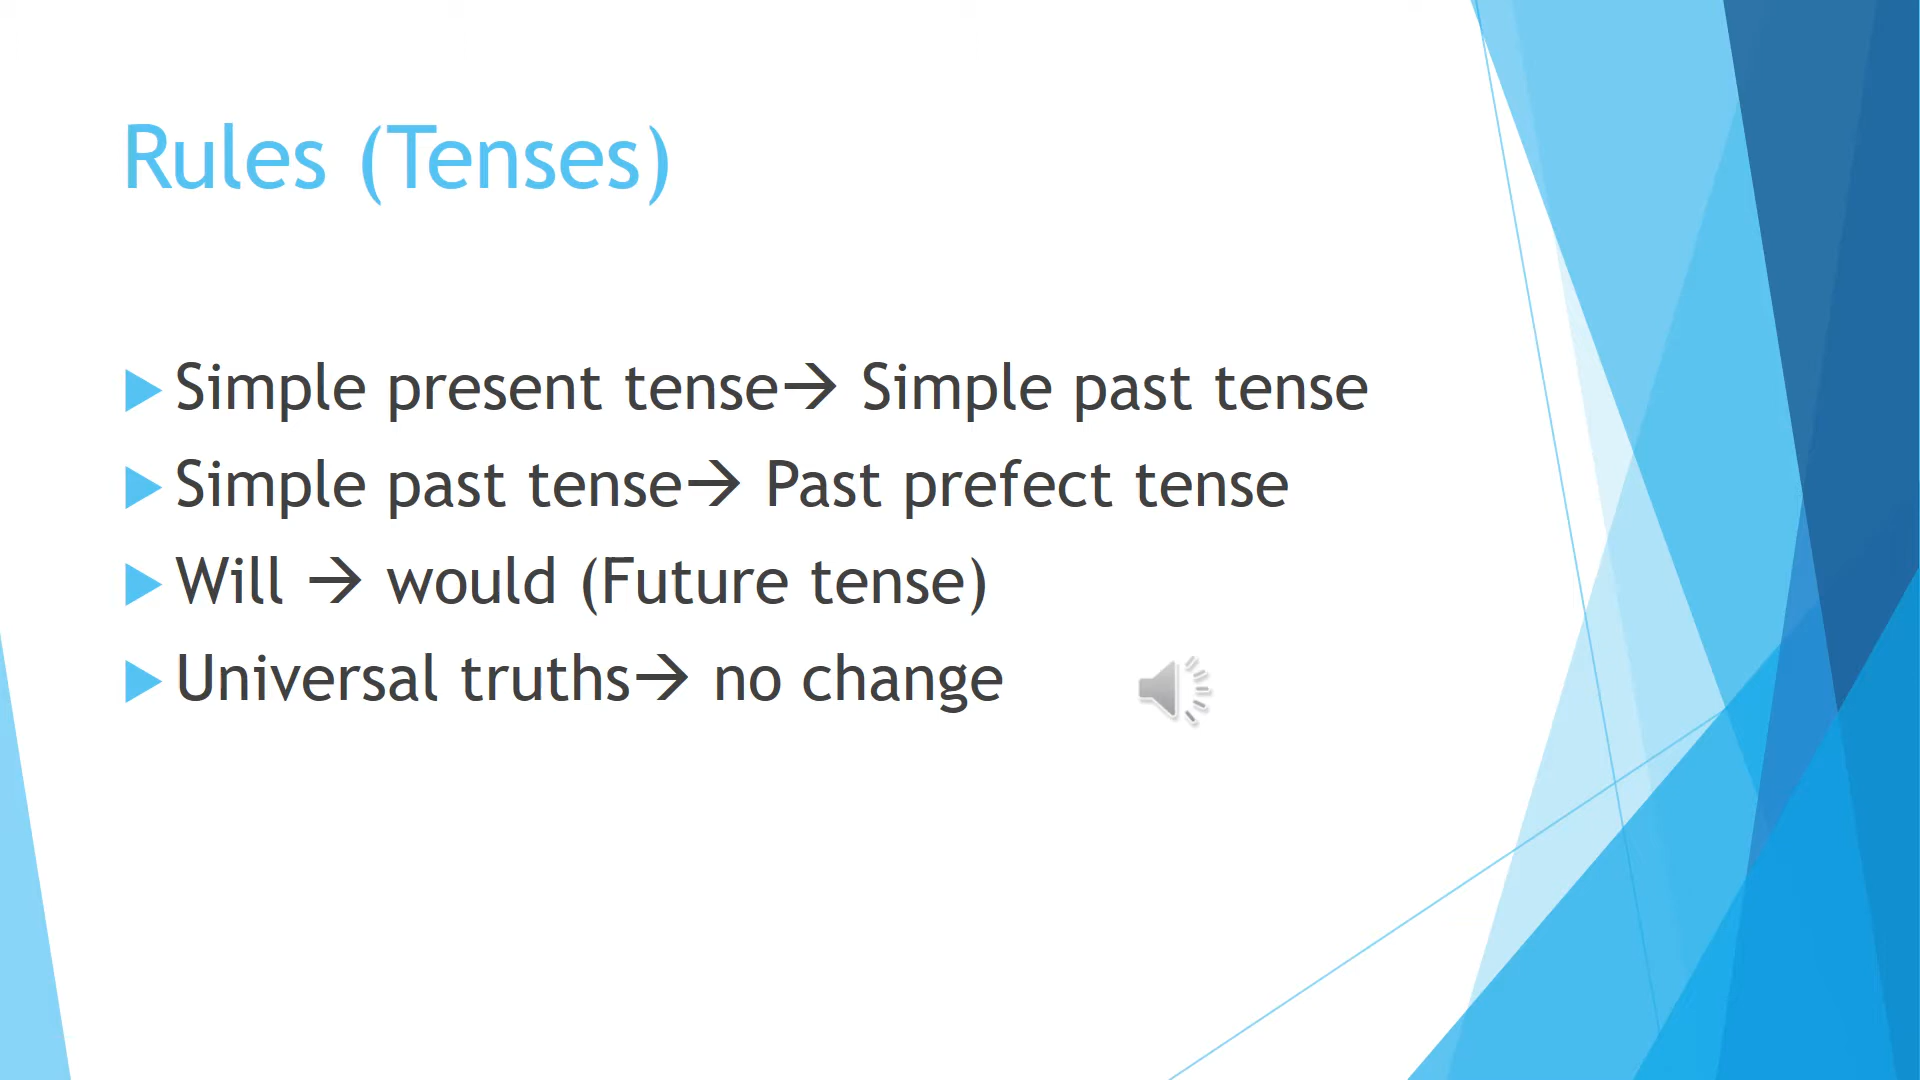 Rules (Tenses)
Simple present tense→ Simple past tense
Simple past tense→ Past prefect tense
Will → would (Future tense)
Universal truths→ no change